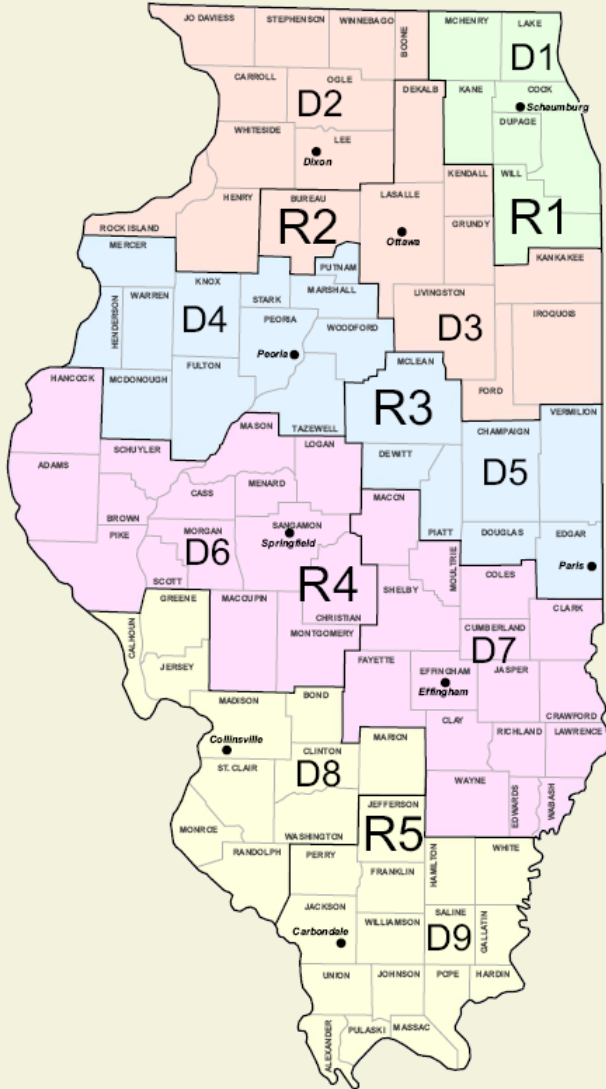 JO DAVIESS
STEPHENSON
WINNEBAGO
BOONE
MCHENRY
LAKE
D1
CARROLL
OGLE
D2
DEKALB
KANE
COOK
Schaumburg
DUPAGE
WHITESIDE
LEE
Dixon
KENDALL
WILL
ROCK ISLAND
HENRY
BUREAU
R2
LASALLE
Ottawa
GRUNDY
R1
KANKAKEE
MERCER
PUTNAM
HENDERSON
WARREN
KNOX
D4
STARK
MARSHALL
LIVINGSTON
D3
IROQUOIS
PEORIA
Peoria
WOODFORD
HANCOCK
MCDONOUGH
FULTON
MCLEAN
R3
FORD
TAZEWELL
VERMILION
MASON
LOGAN
DEWITT
CHAMPAIGN
D5
ADAMS
SCHUYLER
CASS
MENARD
MACON
BROWN
PIKE
MORGAN
D6
SANGAMON
Springfield
PIATT
DOUGLAS
EDGAR
Paris
SCOTT
R4
SHELBY
MOULTRIE
COLES
GREENE
MACOUPIN
CHRISTIAN
CLARK
CALHOUN
MONTGOMERY
CUMBERLAND
D7
JERSEY
FAYETTE
EFFINGHAM
Effingham
JASPER
MADISON
BOND
CLAY
CRAWFORD
RICHLAND
LAWRENCE
Collinsville
CLINTON
MARION
ST. CLAIR
D8
WAYNE
EDWARDS
WABASH
MONROE
WASHINGTON
JEFFERSON
R5
RANDOLPH
PERRY
HAMILTON
WHITE
FRANKLIN
JACKSON
Carbondale
WILLIAMSON
SALINE
D9
GALLATIN
UNION
JOHNSON
POPE
HARDIN
ALEXANDER
PULASKI
MASSAC